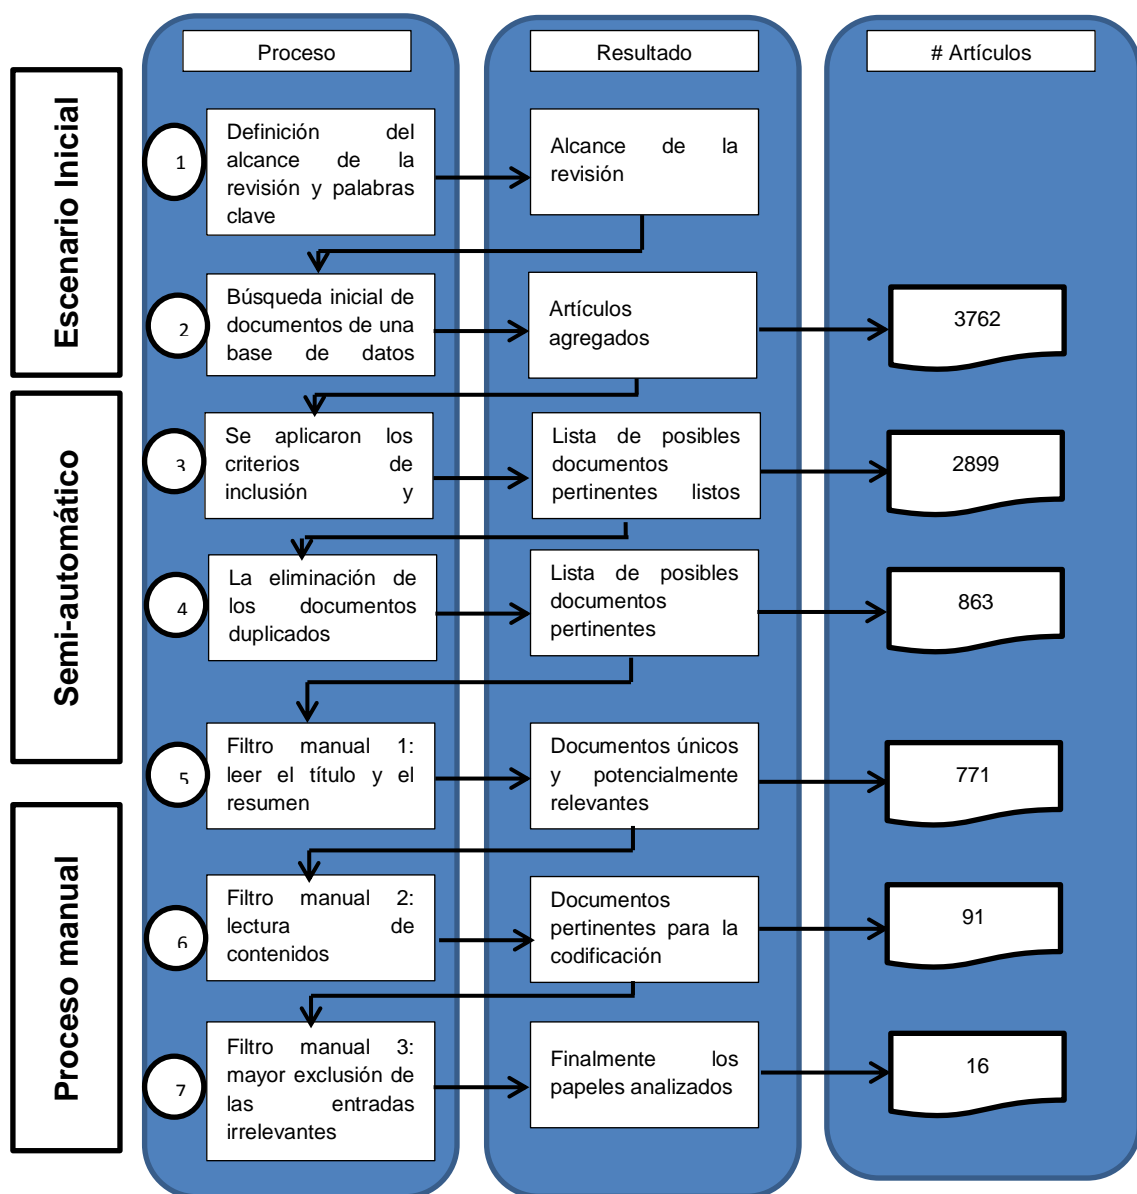 Proceso
Resultado
# Artículos
Escenario Inicial
1
Definición del
alcance de la
revisión y palabras
clave
Alcance de la
revisión
2
Búsqueda inicial de
documentos de una
base de datos
Artículos
agregados
3762
Semi-automático
3
Se aplicaron los
criterios de
inclusión y
Lista de posibles
documentos
pertinentes listos
2899
4
La eliminación de
los documentos
duplicados
Lista de posibles
documentos
pertinentes
863
5
Filtro manual 1:
leer el título y el
resumen
Documentos únicos
y potencialmente
relevantes
771
Proceso manual
6
Filtro manual 2:
lectura de
contenidos
Documentos
pertinentes para la
codificación
91
7
Filtro manual 3:
mayor exclusión de
las entradas
irrelevantes
Finalmente los
papeles analizados
16